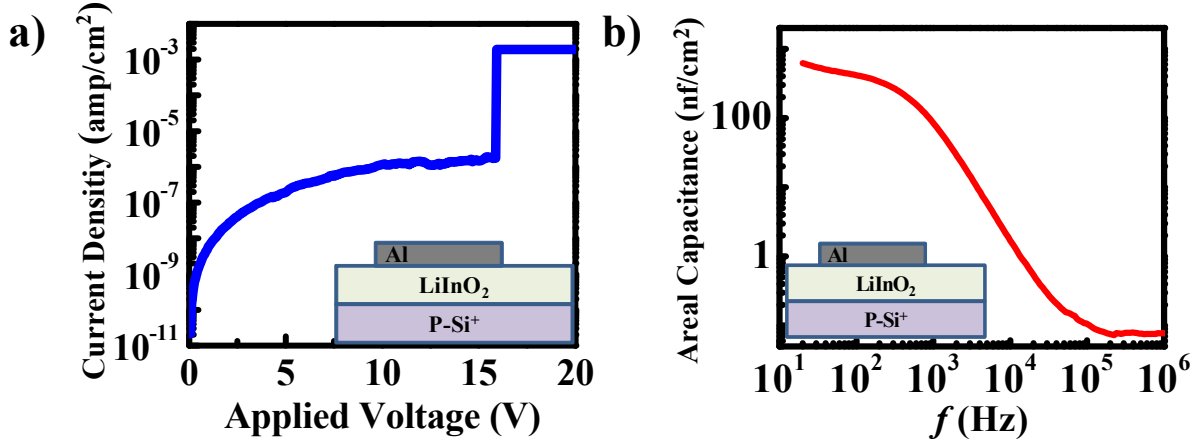 a)
Current Densitiy (amp/cm²)
10⁻³
10⁻⁵
10⁻⁷
10⁻⁹
10⁻¹¹
Al
LiInO₂
P-Si⁺
0 5 10 15 20
Applied Voltage (V)
b)
Areal Capacitance (nf/cm²)
100
1
Al
LiInO₂
P-Si⁺
10¹ 10² 10³ 10⁴ 10⁵ 10⁶
f (Hz)